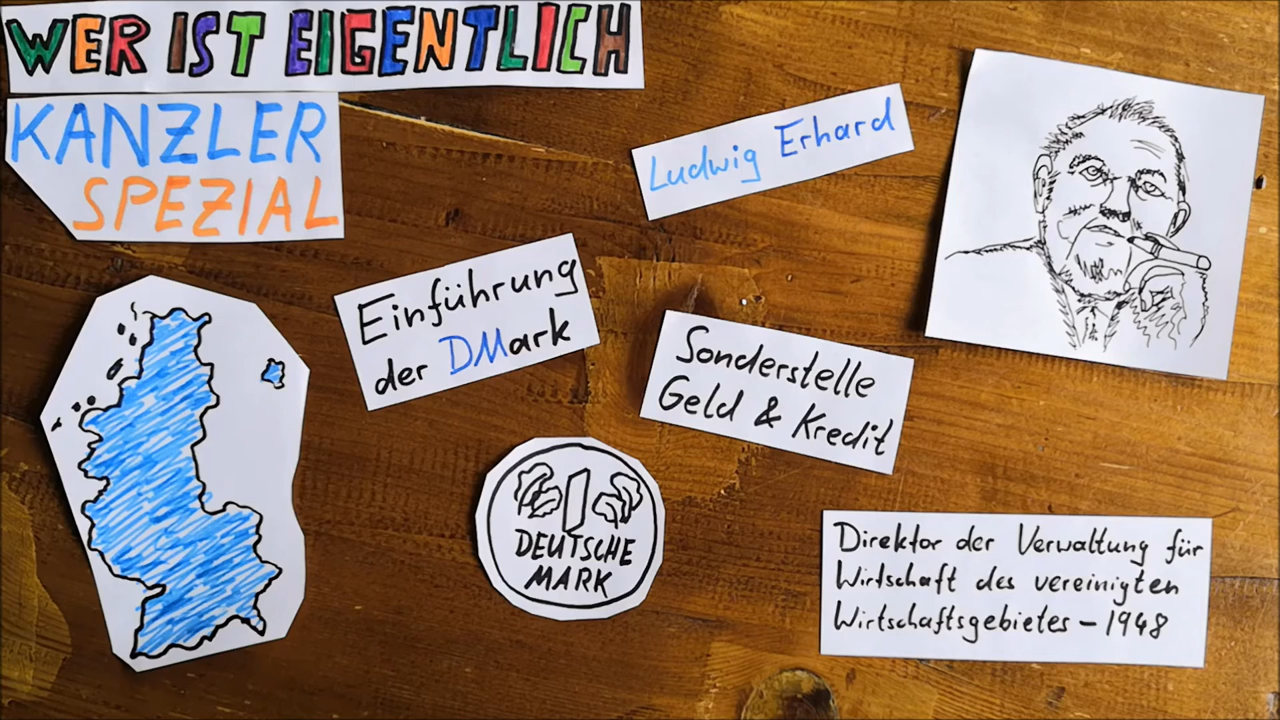 WER IST EIGENTLICH
KANZLER
SPEZIAL
Ludwig Erhard
Einführung
der DMark
Sonderstelle
Geld & Kredit
1
DEUTSCHE
MARK
Direktor der Verwaltung für
Wirtschaft des vereinigten
Wirtschaftsgebietes – 1948